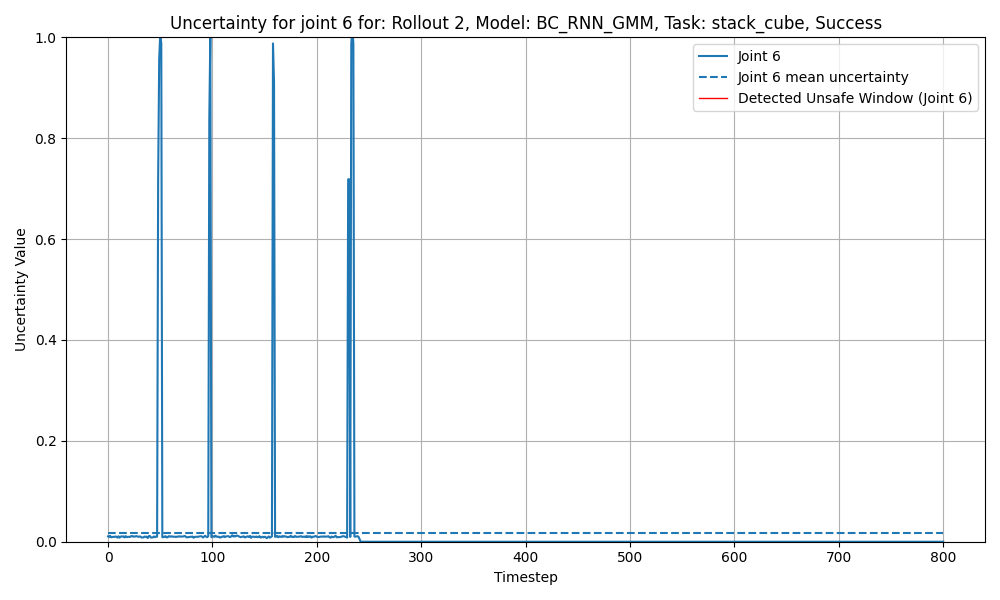 Uncertainty for joint 6 for: Rollout 2, Model: BC_RNN_GMM, Task: stack_cube, Success
Joint 6
Joint 6 mean uncertainty
Detected Unsafe Window (Joint 6)
Uncertainty Value
1.0
0.8
0.6
0.4
0.2
0.0
0 100 200 300 400 500 600 700 800
Timestep